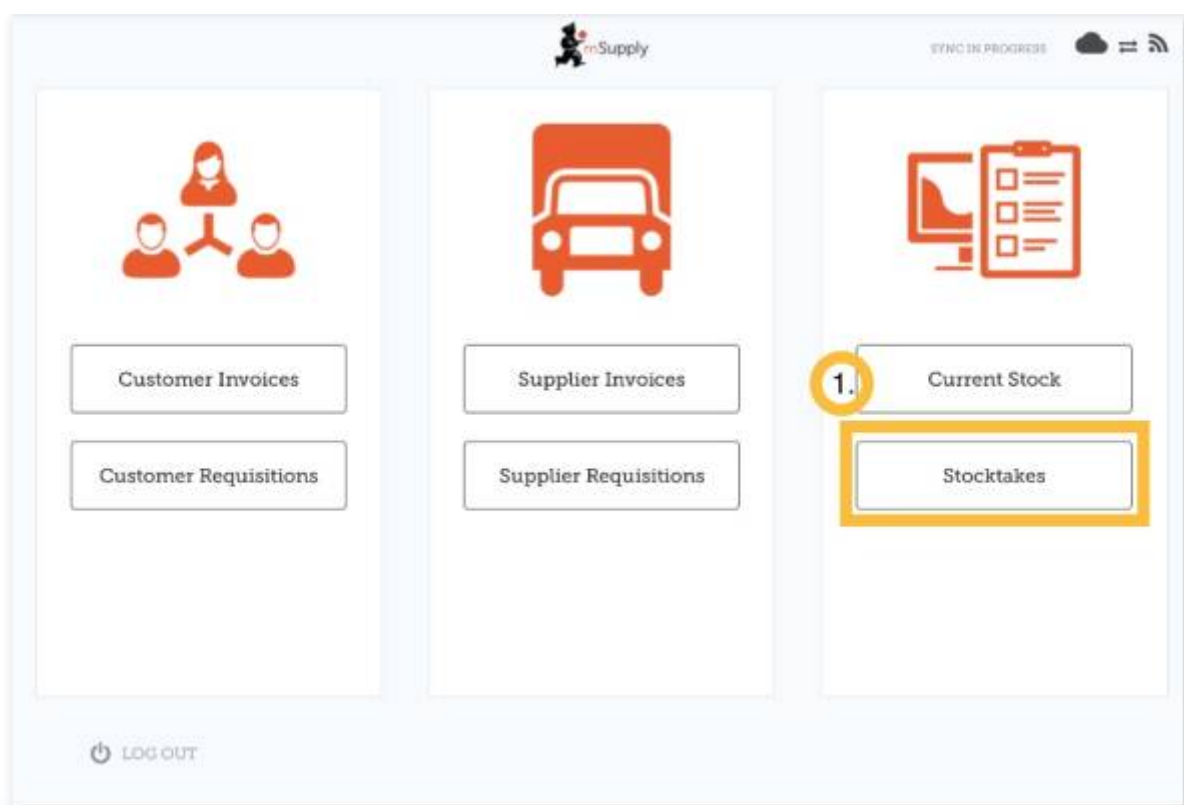 mSupply
SYNC IN PROGRESS
Customer Invoices
Customer Requisitions
Supplier Invoices
Supplier Requisitions
1.
Current Stock
Stocktakes
LOG OUT